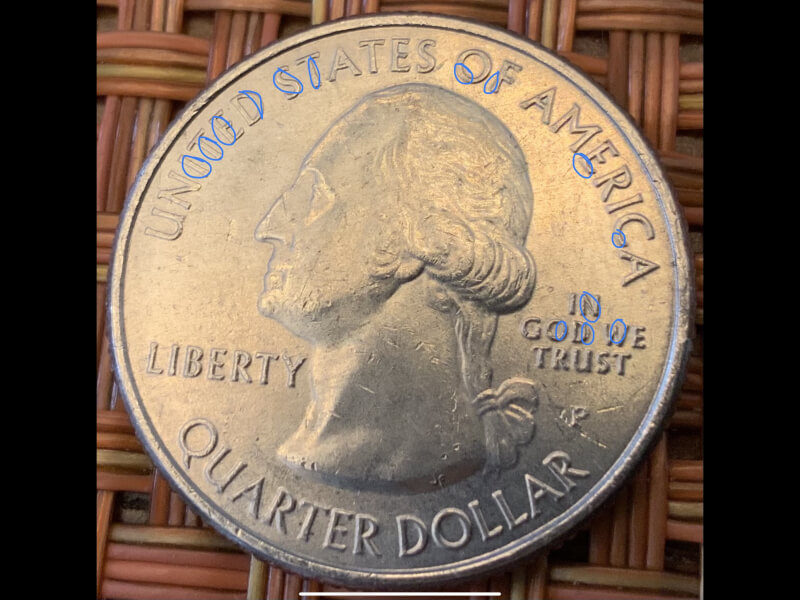 UNITED STATES OF AMERICA
LIBERTY
IN
GOD WE
TRUST
P
QUARTER DOLLAR